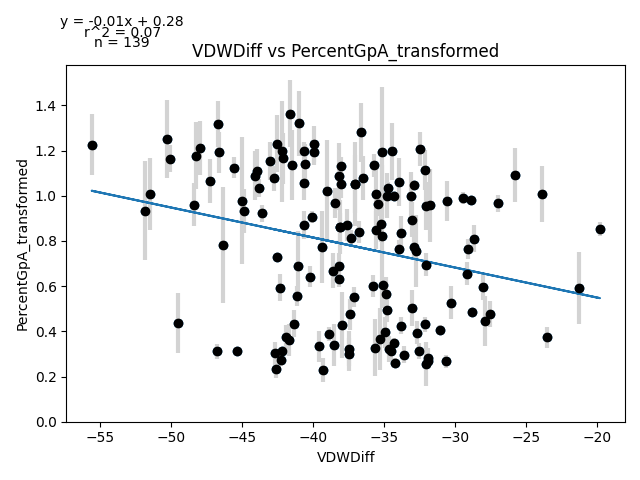 y = -0.01x + 0.28
r^2 = 0.07
n = 139
VDWDiff vs PercentGpA_transformed
PercentGpA_transformed
1.4
1.2
1.0
0.8
0.6
0.4
0.2
0.0
−55 −50 −45 −40 −35 −30 −25 −20
VDWDiff